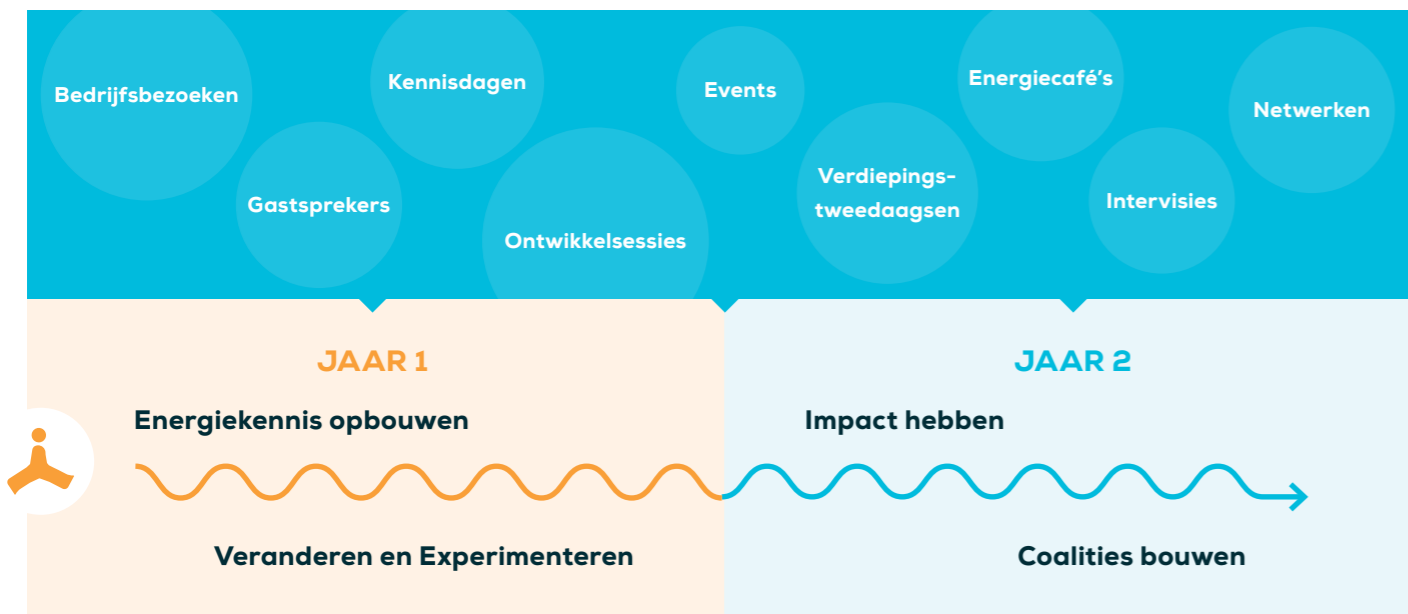 Bedrijfsbezoeken
Kennisdagen
Events
Energiecafé's
Netwerken
Gastsprekers
Ontwikkelsessies
Verdiepings-
tweedaagsen
Intervisies
JAAR 1
Energiekennis opbouwen
Veranderen en Experimenteren
JAAR 2
Impact hebben
Coalities bouwen